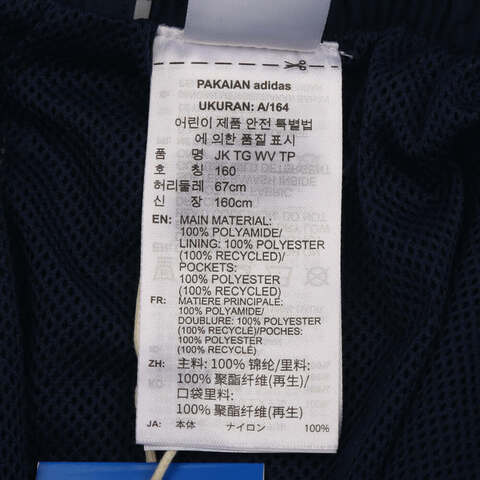 PAKAIAN adidas
UKURAN: A/164
어린이 제품 안전 특별법
에 의한 품질 표시
품 명 JK TG WV TP
호 칭 160
허리둘레 67cm
신 장 160cm
EN: MAIN MATERIAL:
100% POLYAMIDE/
LINING: 100% POLYESTER
(100% RECYCLED)/
POCKETS:
100% POLYESTER
(100% RECYCLED)
FR: MATIERE PRINCIPALE:
100% POLYAMIDE/
DOUBLURE: 100% POLYESTER
(100% RECYCLÉ)/POCHES:
100% POLYESTER
(100% RECYCLÉ)
ZH: 主料: 100% 锦纶/里料:
100% 聚酯纤维(再生)/
口袋里料:
100% 聚酯纤维(再生)
JA: 本体 ナイロン 100%